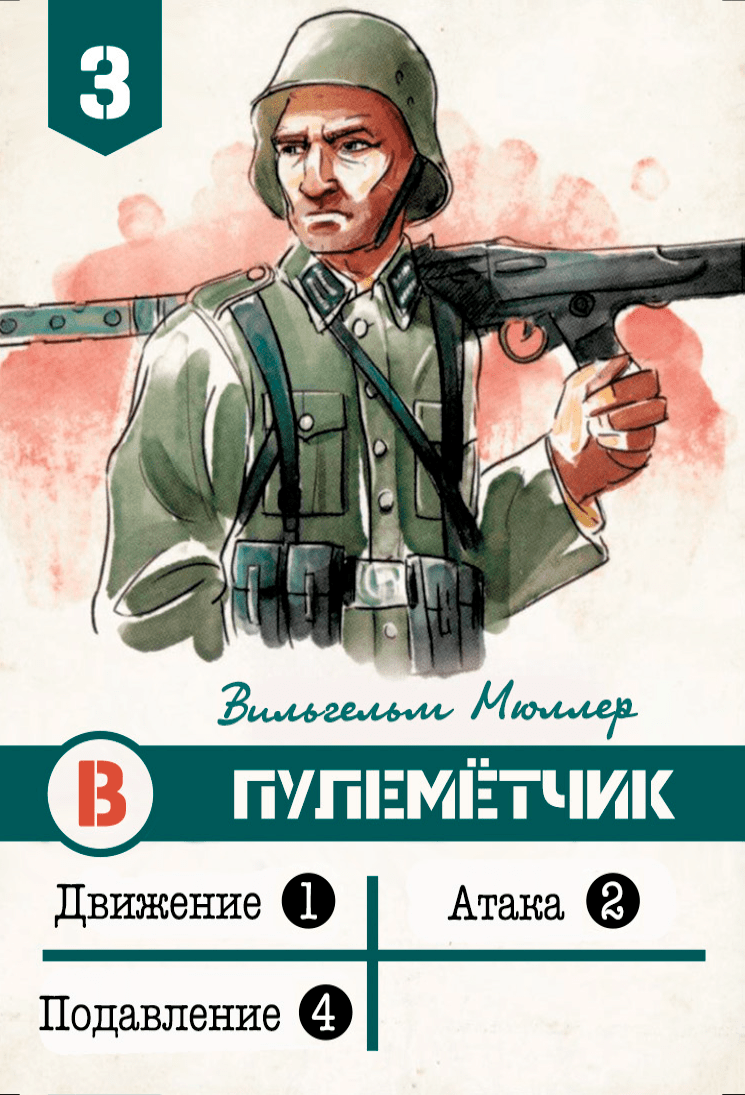 3
Вильгельм Мюллер
В ПУЛЕМЁТЧИК
Движение 1 Атака 2
Подавление 4